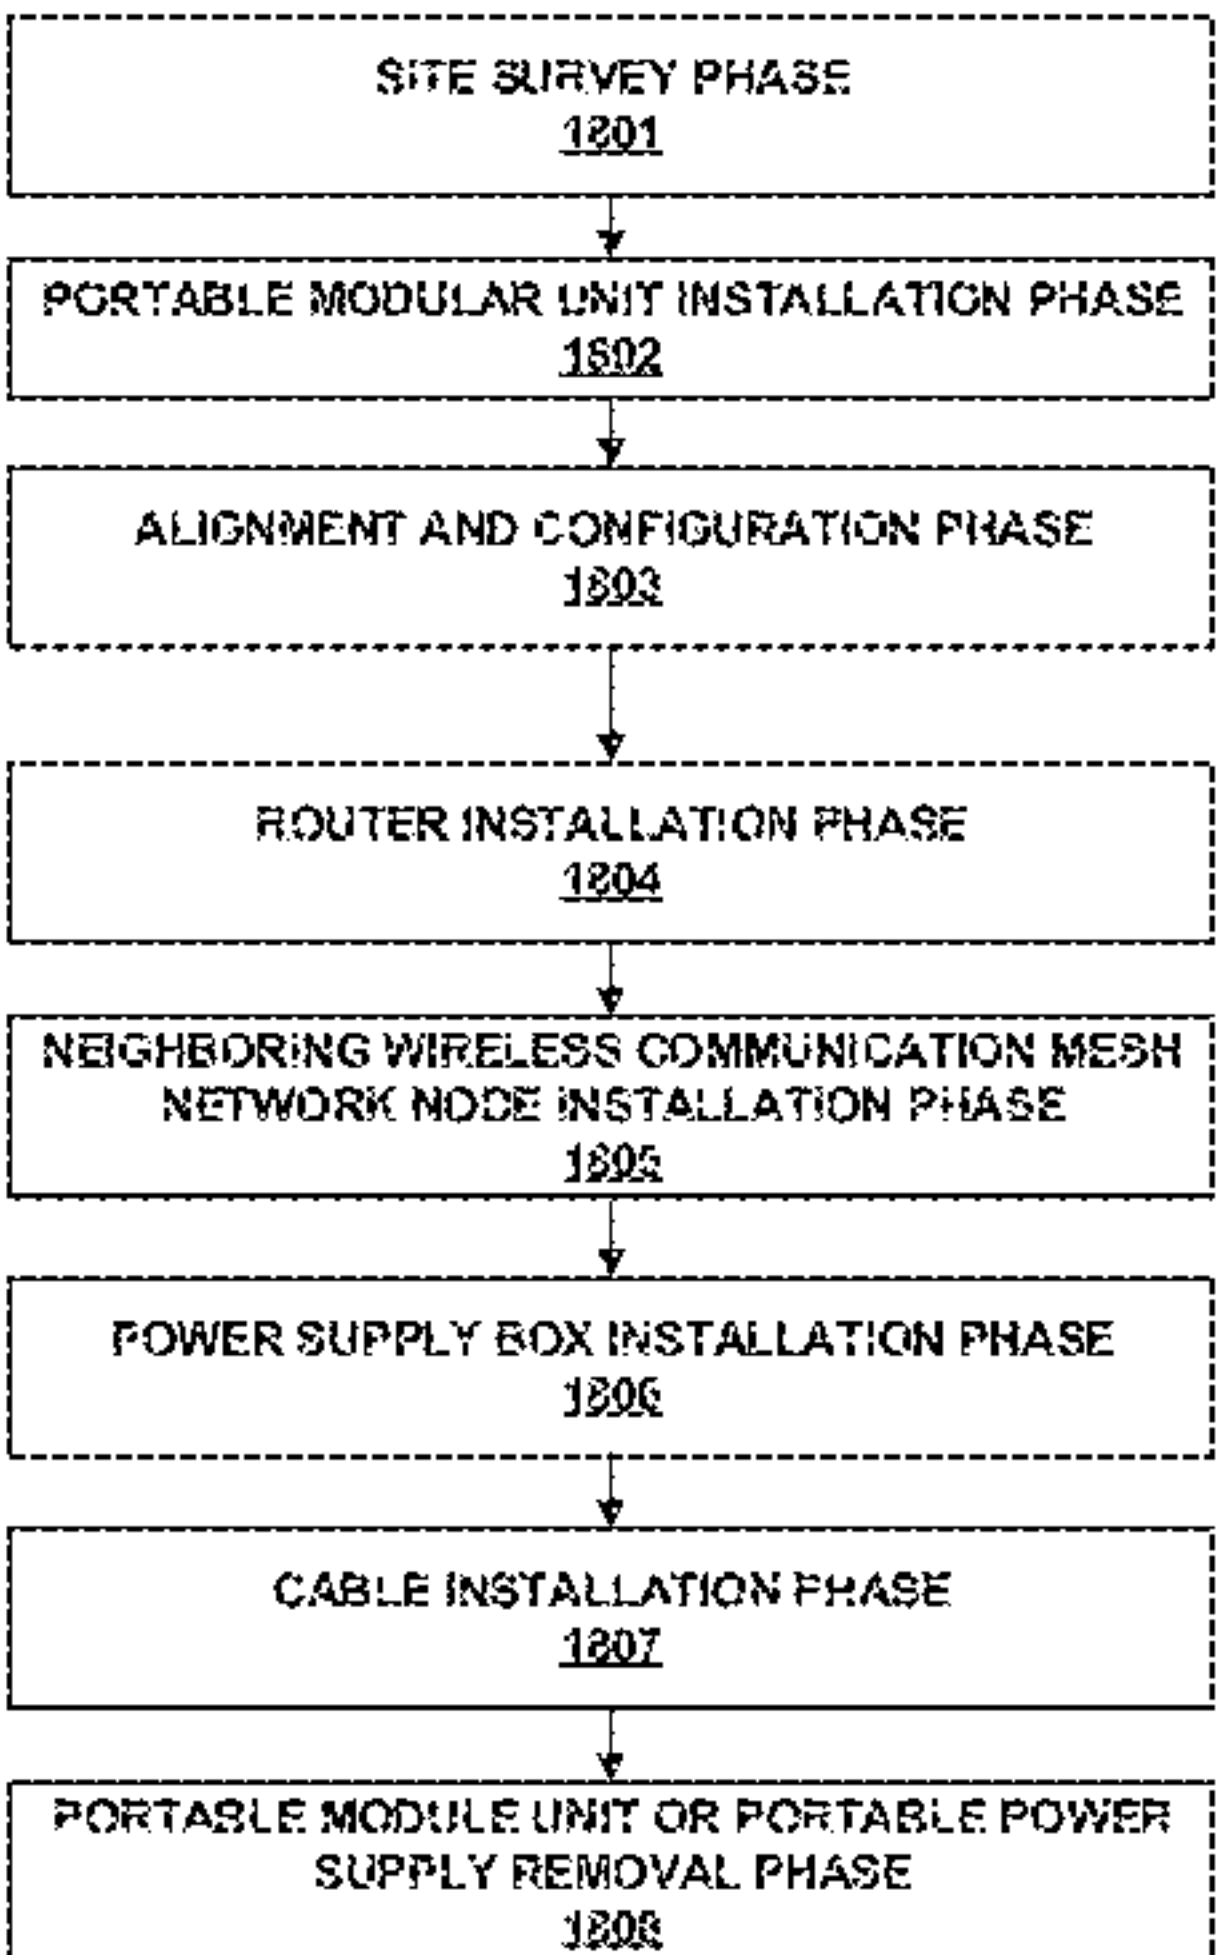 SITE SURVEY PHASE
1801
PORTABLE MODULAR UNIT INSTALLATION PHASE
1802
ALIGNMENT AND CONFIGURATION PHASE
1803
ROUTER INSTALLATION PHASE
1804
NEIGHBORING WIRELESS COMMUNICATION MESH
NETWORK NODE INSTALLATION PHASE
1805
POWER SUPPLY BOX INSTALLATION PHASE
1806
CABLE INSTALLATION PHASE
1807
PORTABLE MODULE UNIT OR PORTABLE POWER
SUPPLY REMOVAL PHASE
1808